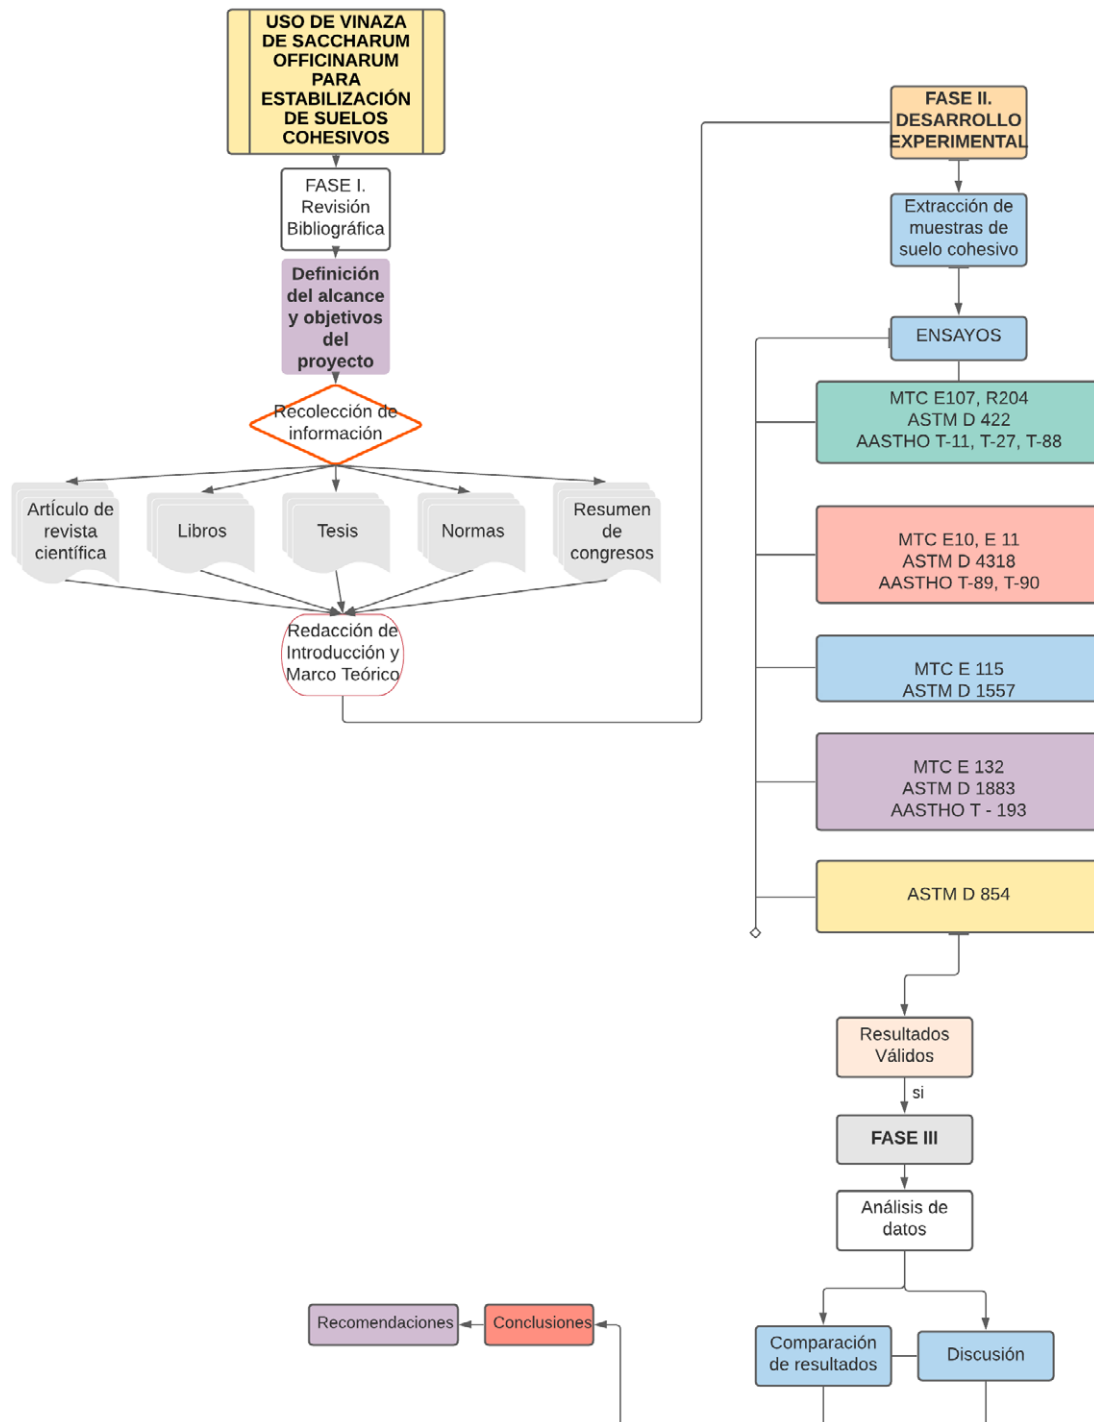 USO DE VINAZA
DE SACCHARUM
OFFICINARUM
PARA
ESTABILIZACIÓN
DE SUELOS
COHESIVOS
FASE I.
Revisión
Bibliográfica
Definición
del alcance
y objetivos
del
proyecto
Recolección de
información
Artículo de
revista
científica
Libros
Tesis
Normas
Resumen
de
congresos
Redacción de
Introducción y
Marco Teórico
FASE II.
DESARROLLO
EXPERIMENTAL
Extracción de
muestras de
suelo cohesivo
ENSAYOS
MTC E107, R204
ASTM D 422
AASTHO T-11, T-27, T-88
MTC E10, E 11
ASTM D 4318
AASTHO T-89, T-90
MTC E 115
ASTM D 1557
MTC E 132
ASTM D 1883
AASTHO T - 193
ASTM D 854
Resultados
Válidos
si
FASE III
Análisis de
datos
Comparación
de resultados
Discusión
Conclusiones
Recomendaciones